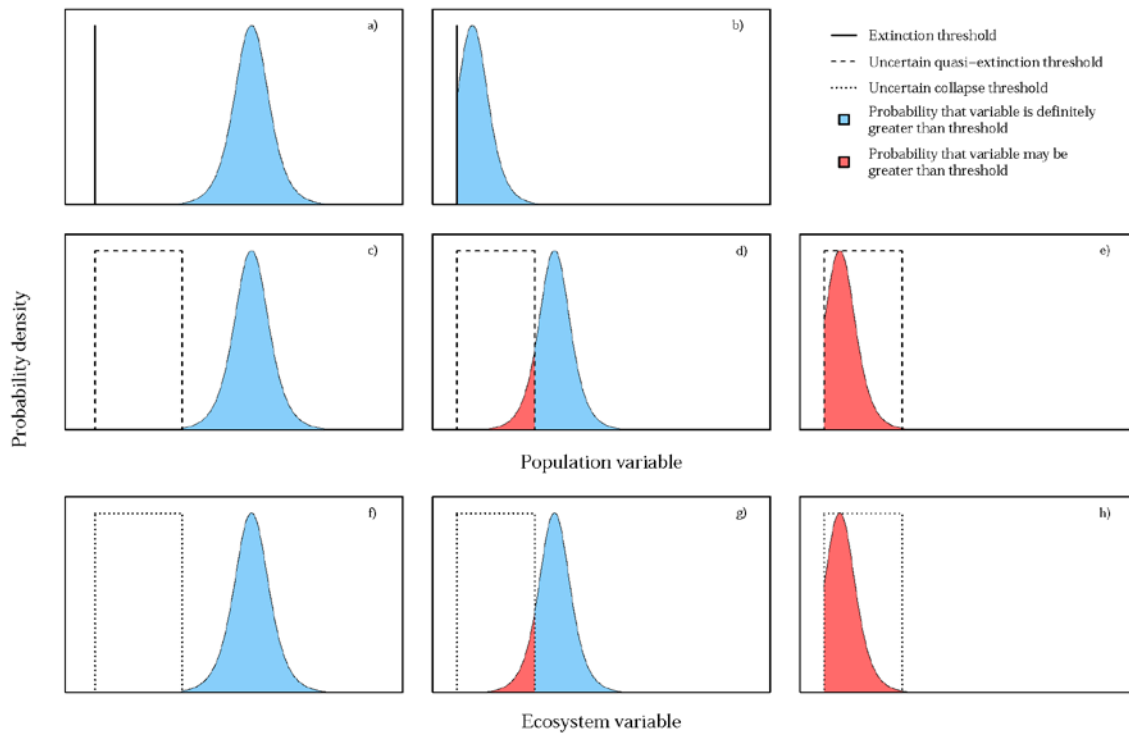 a)
b)
Extinction threshold
Uncertain quasi−extinction threshold
Uncertain collapse threshold
Probability that variable is definitely
greater than threshold
Probability that variable may be
greater than threshold
c)
d)
e)
Probability density
Population variable
f)
g)
h)
Ecosystem variable